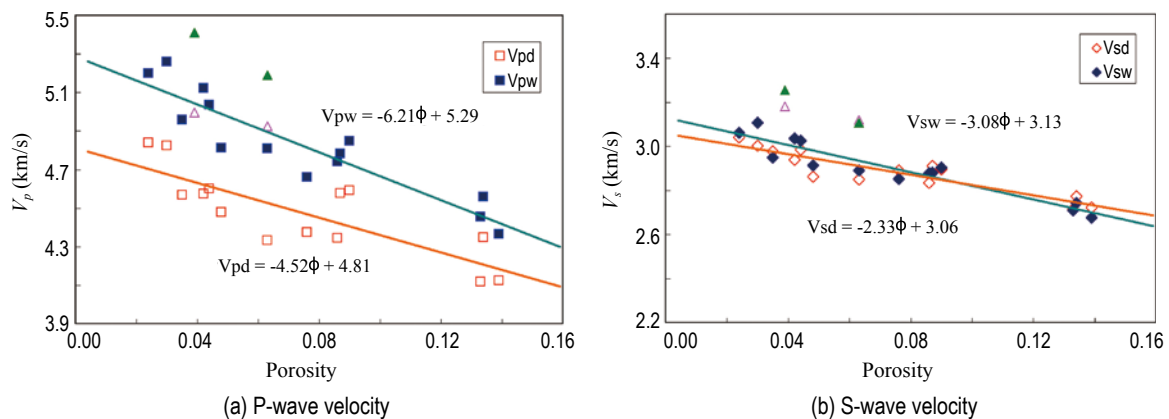 5.5
5.1
4.7
4.3
3.9
V_p (km/s)
Vpd
Vpw
Vpw = -6.21ϕ + 5.29
Vpd = -4.52ϕ + 4.81
0.00 0.04 0.08 0.12 0.16
Porosity
(a) P-wave velocity
3.4
3.0
2.6
2.2
V_s (km/s)
Vsd
Vsw
Vsw = -3.08ϕ + 3.13
Vsd = -2.33ϕ + 3.06
0.00 0.04 0.08 0.12 0.16
Porosity
(b) S-wave velocity